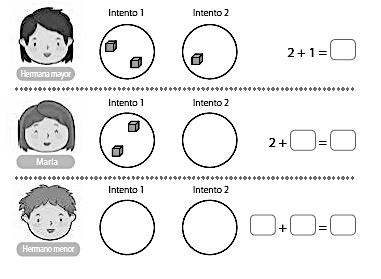 Intento 1 Intento 2
2 + 1 =
Hermana mayor
Intento 1 Intento 2
2 + =
María
Intento 1 Intento 2
+ =
Hermano menor